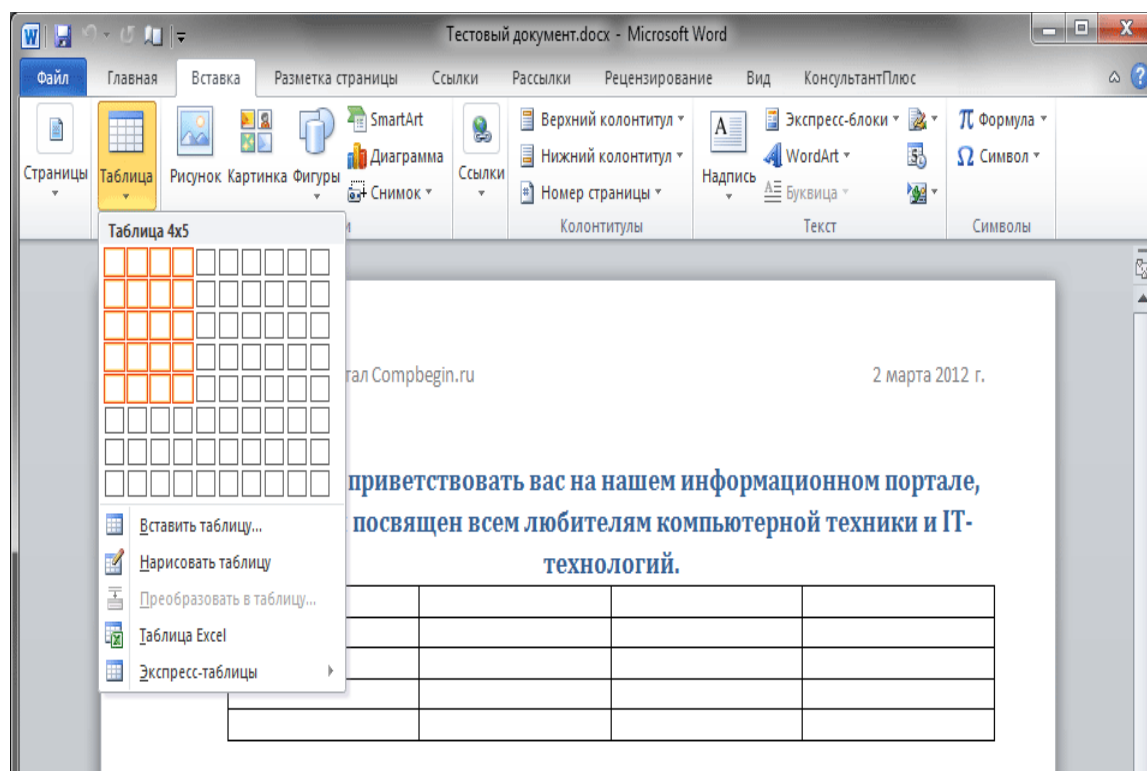 Тестовый документ.docx - Microsoft Word
Файл Главная Вставка Разметка страницы Ссылки Рассылки Рецензирование Вид КонсультантПлюс
Страницы
Таблица
Рисунок Картинка Фигуры
SmartArt
Диаграмма
Снимок
Ссылки
Верхний колонтитул
Нижний колонтитул
Номер страницы
Колонтитулы
Надпись
Экспресс-блоки
WordArt
Буквица
Текст
Формула
Символ
Символы
Таблица 4x5
Вставить таблицу...
Нарисовать таблицу
Преобразовать в таблицу...
Таблица Excel
Экспресс-таблицы
Compbegin.ru 2 марта 2012 г.
приветствовать вас на нашем информационном портале,
посвящен всем любителям компьютерной техники и IT-
технологий.